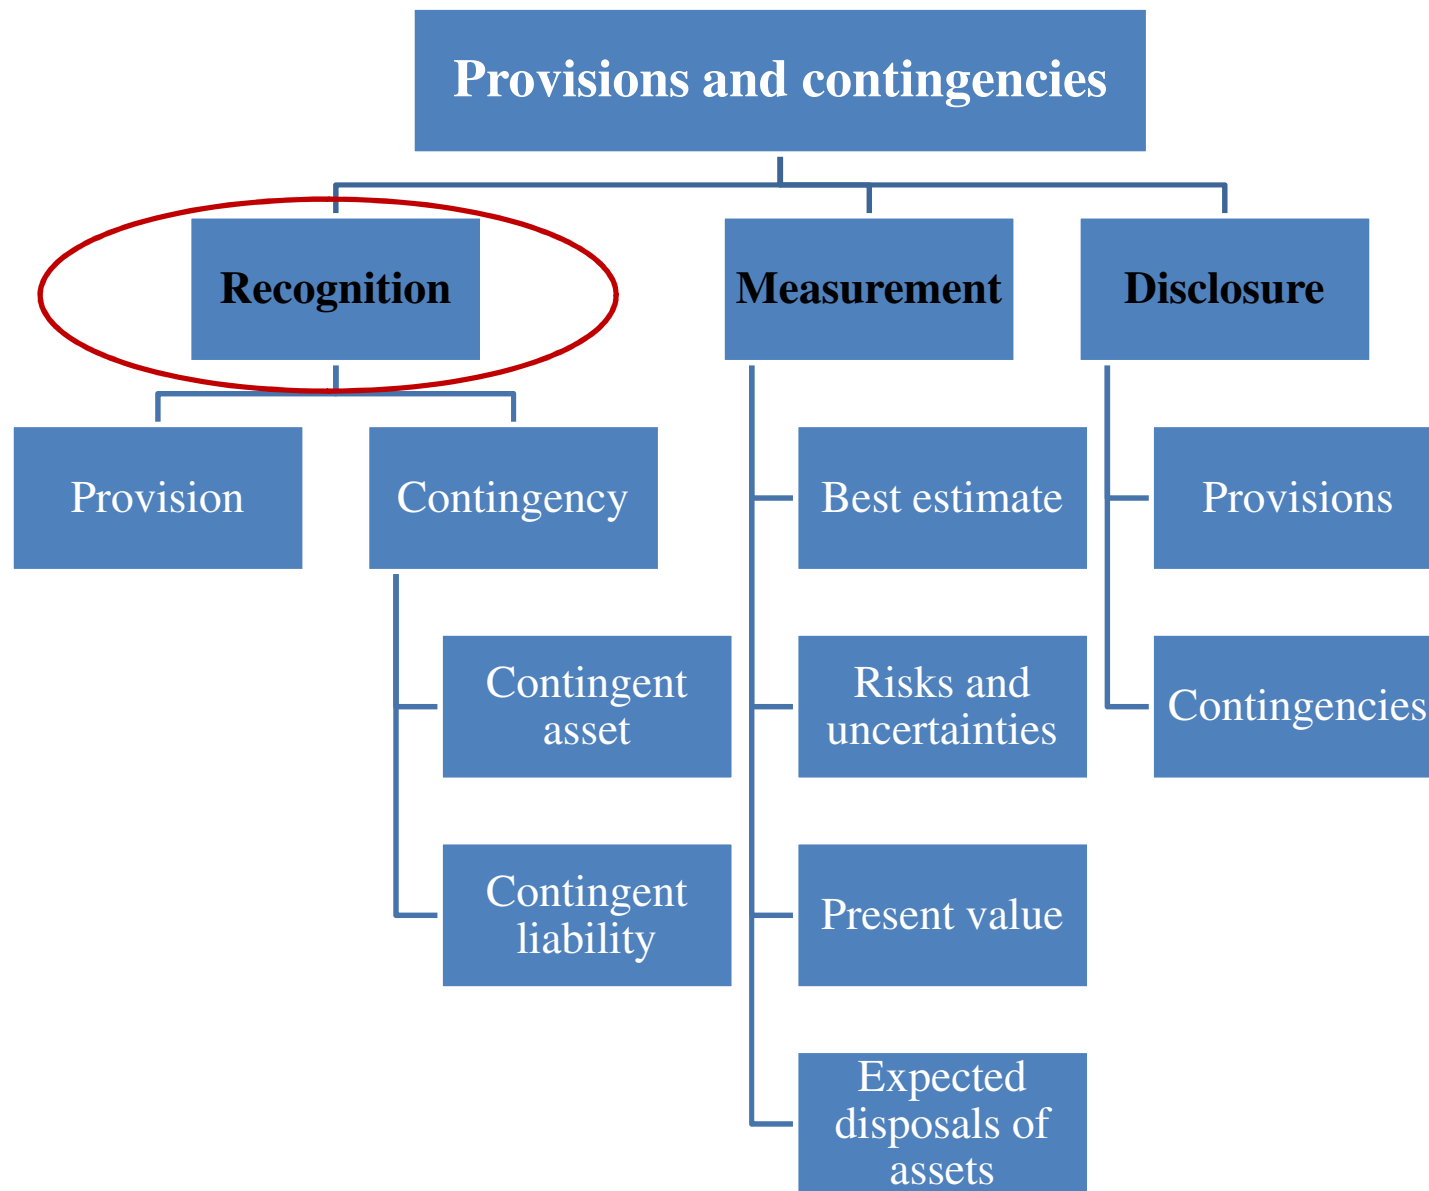 Provisions and contingencies
Recognition
Measurement
Disclosure
Provision
Contingency
Best estimate
Provisions
Contingent
asset
Risks and
uncertainties
Contingencies
Contingent
liability
Present value
Expected
disposals of
assets